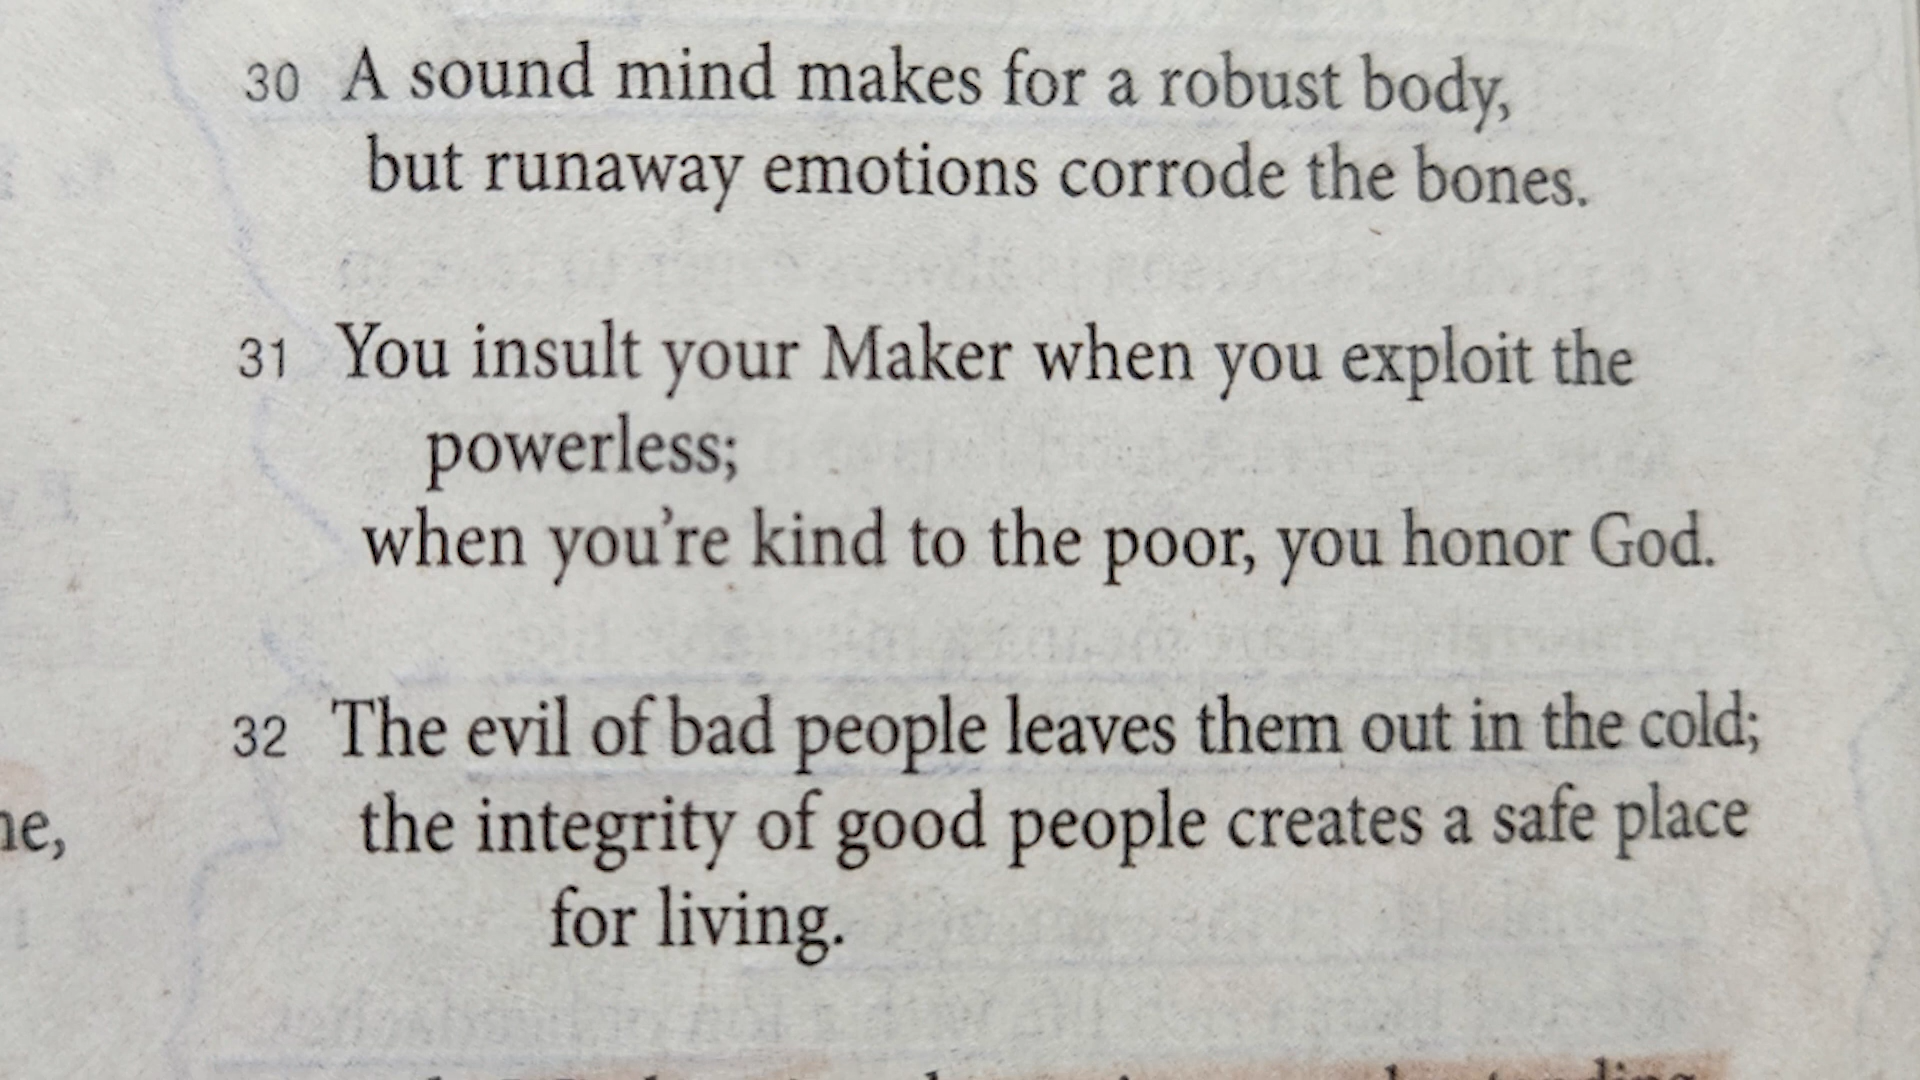 30 A sound mind makes for a robust body,
but runaway emotions corrode the bones.
31 You insult your Maker when you exploit the
powerless;
when you're kind to the poor, you honor God.
32 The evil of bad people leaves them out in the cold;
the integrity of good people creates a safe place
for living.